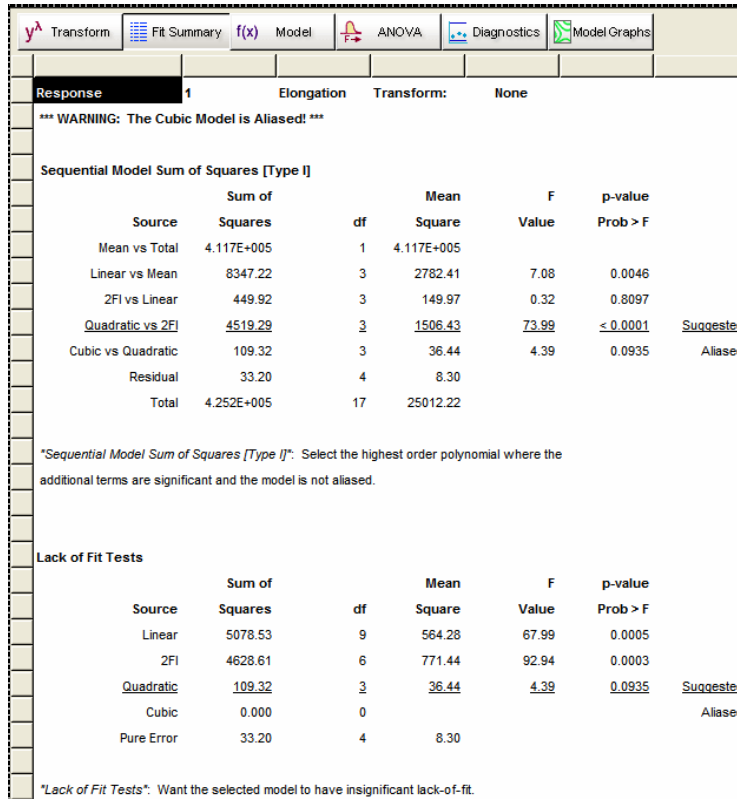 yλ Transform Fit Summary f(x) Model ANOVA Diagnostics Model Graphs
Response 1 Elongation Transform: None
*** WARNING: The Cubic Model is Aliased! ***
Sequential Model Sum of Squares [Type I]
Sum of Mean F p-value
Source Squares df Square Value Prob > F
Mean vs Total 4.117E+005 1 4.117E+005
Linear vs Mean 8347.22 3 2782.41 7.08 0.0046
2FI vs Linear 449.92 3 149.97 0.32 0.8097
Quadratic vs 2FI 4519.29 3 1506.43 73.99 < 0.0001 Suggeste
Cubic vs Quadratic 109.32 3 36.44 4.39 0.0935 Aliase
Residual 33.20 4 8.30
Total 4.252E+005 17 25012.22
"Sequential Model Sum of Squares [Type I]": Select the highest order polynomial where the
additional terms are significant and the model is not aliased.
Lack of Fit Tests
Sum of Mean F p-value
Source Squares df Square Value Prob > F
Linear 5078.53 9 564.28 67.99 0.0005
2FI 4628.61 6 771.44 92.94 0.0003
Quadratic 109.32 3 36.44 4.39 0.0935 Suggeste
Cubic 0.000 0 Aliase
Pure Error 33.20 4 8.30
"Lack of Fit Tests": Want the selected model to have insignificant lack-of-fit.